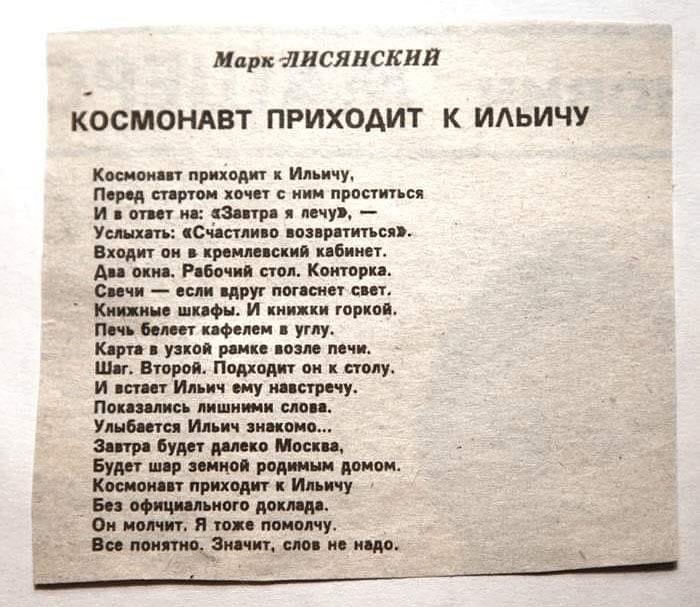 Марк ЛИСЯНСКИЙ
КОСМОНАВТ ПРИХОДИТ К ИЛЬИЧУ
Космонавт приходит к Ильичу,
Перед стартом хочет с ним проститься
И в ответ на: «Завтра я лечу», —
Услыхать: «Счастливо возвратиться».
Входит он в кремлевский кабинет.
Два окна. Рабочий стол. Конторка.
Свечи — если вдруг погаснет свет.
Книжные шкафы. И книжки горкой.
Печь белеет кафелем в углу.
Карта в узкой рамке возле печи.
Шаг. Второй. Подходит он к столу.
И встает Ильич ему навстречу.
Показались лишними слова.
Улыбается Ильич знакомо...
Завтра будет далеко Москва,
Будет шар земной родимым домом.
Космонавт приходит к Ильичу
Без официального доклада.
Он молчит. Я тоже помолчу.
Все понятно. Значит, слов не надо.